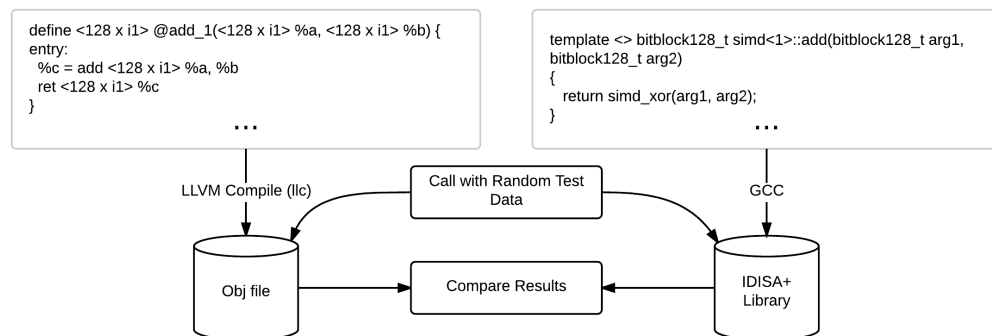 define <128 x i1> @add_1(<128 x i1> %a, <128 x i1> %b) {
entry:
  %c = add <128 x i1> %a, %b
  ret <128 x i1> %c
}
...
template <> bitblock128_t simd<1>::add(bitblock128_t arg1,
bitblock128_t arg2)
{
   return simd_xor(arg1, arg2);
}
...
LLVM Compile (llc)
Call with Random Test
Data
GCC
Obj file
Compare Results
IDISA+
Library